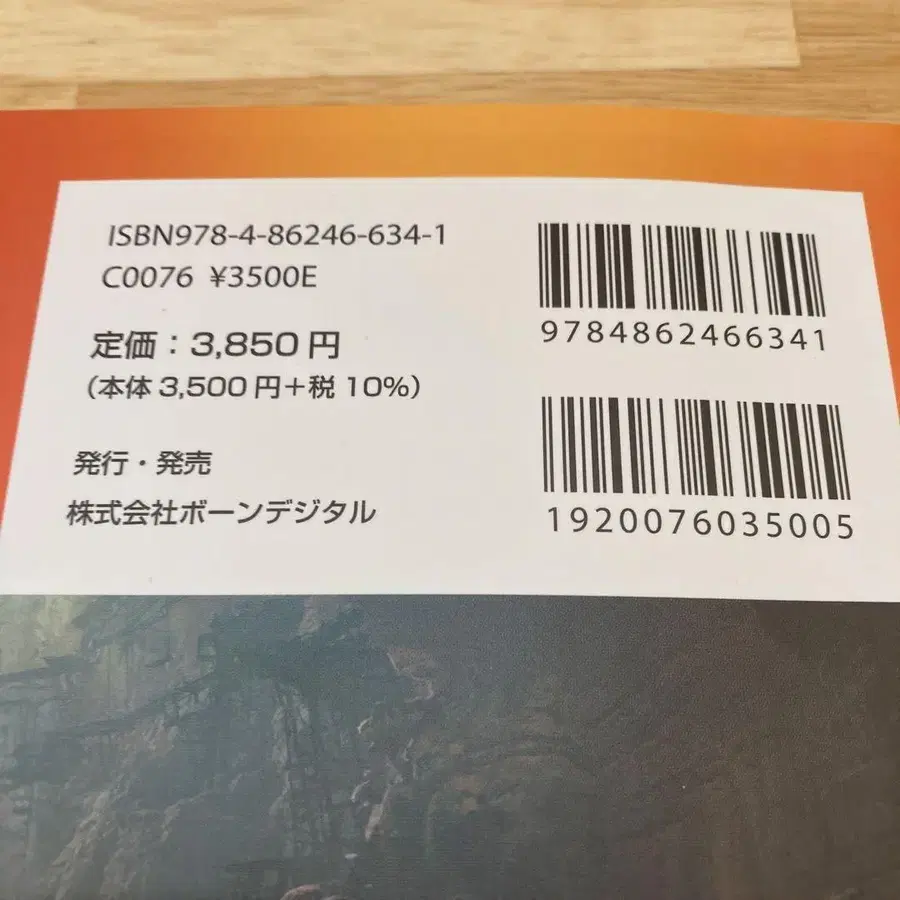 ISBN978-4-86246-634-1
C0076 ¥3500E
定価：3,850円
（本体3,500円＋税10%）
発行・発売
株式会社ボーンデジタル
9784862466341
1920076035005